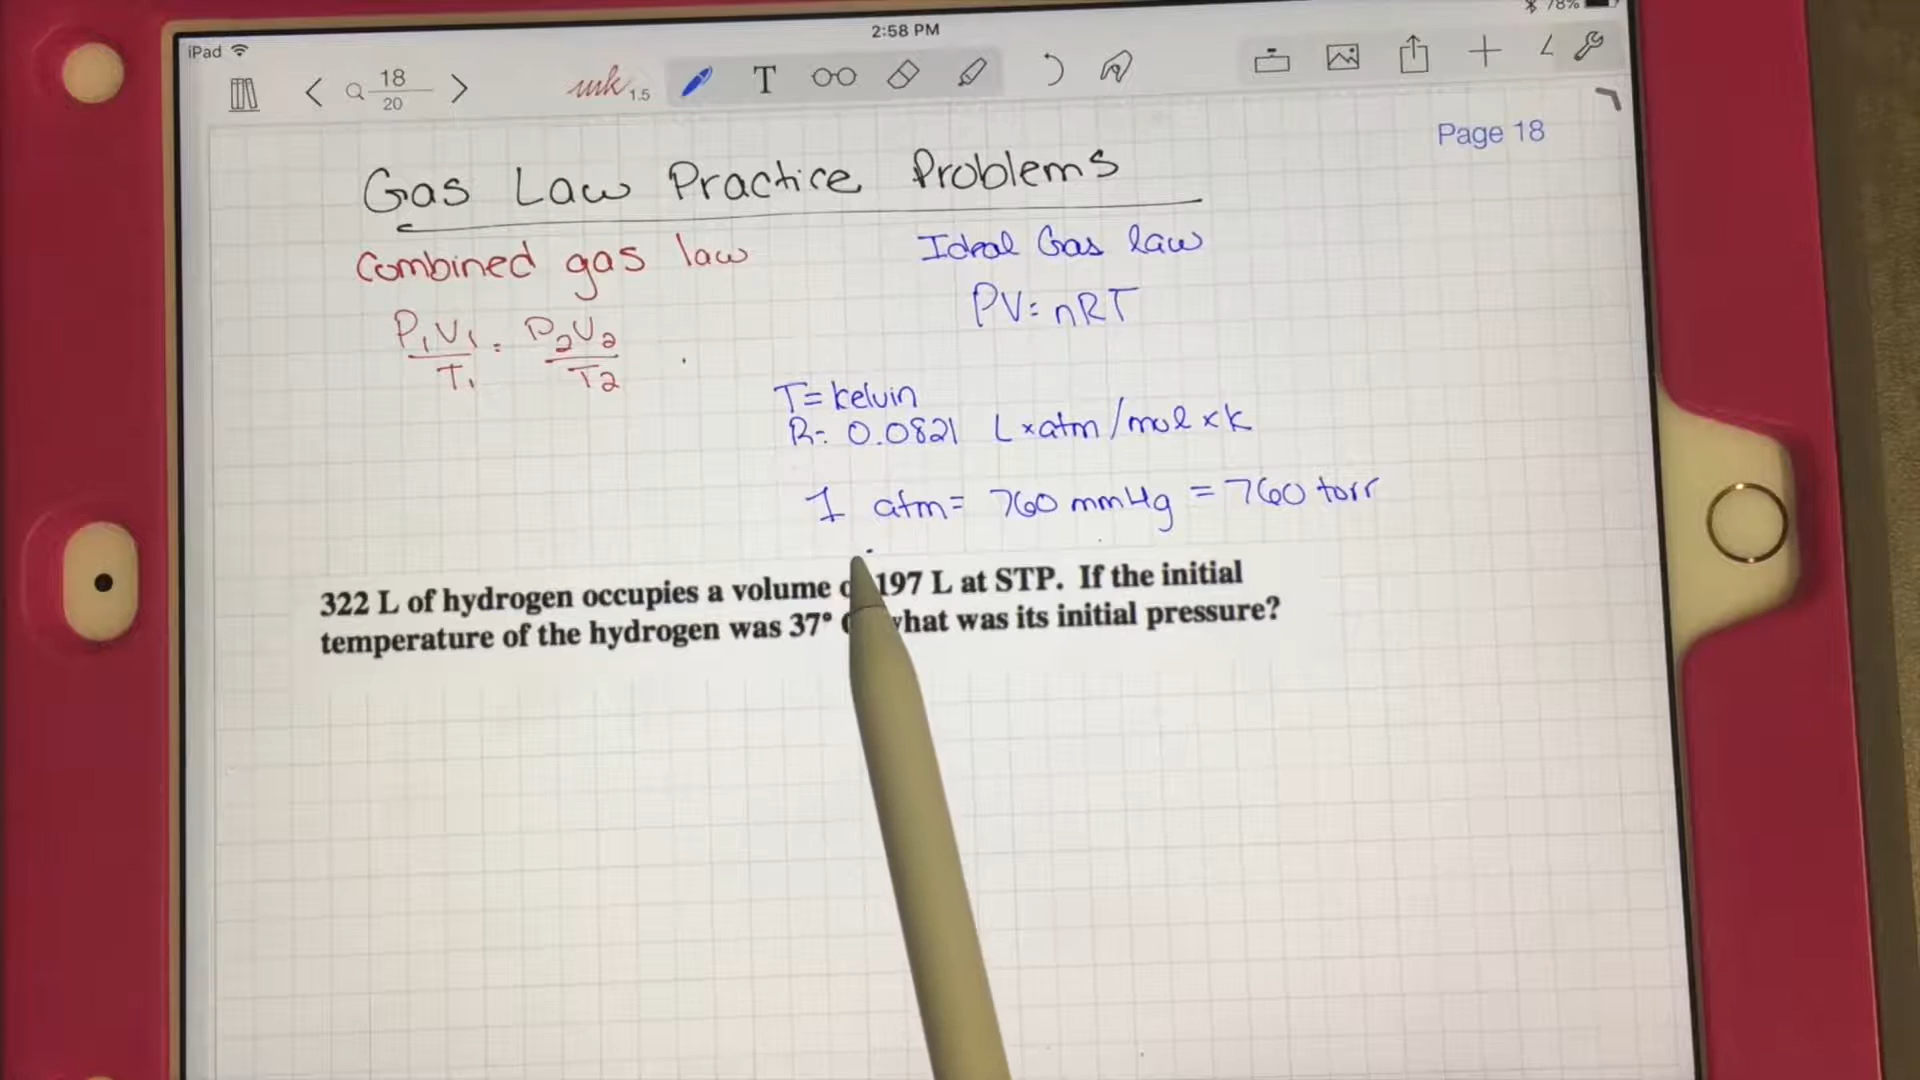 2:58 PM
78%
iPad
18
20
T
1.5
Page 18
Gas Law Practice Problems
Combined gas law
Ideal Gas law
PV = nRT
P₁V₁ = P₂V₂
T₁ T₂
T = kelvin
R = 0.0821 L×atm/mol×k
1 atm = 760 mmHg = 760 torr
322 L of hydrogen occupies a volume 197 L at STP. If the initial
temperature of the hydrogen was 37° what was its initial pressure?